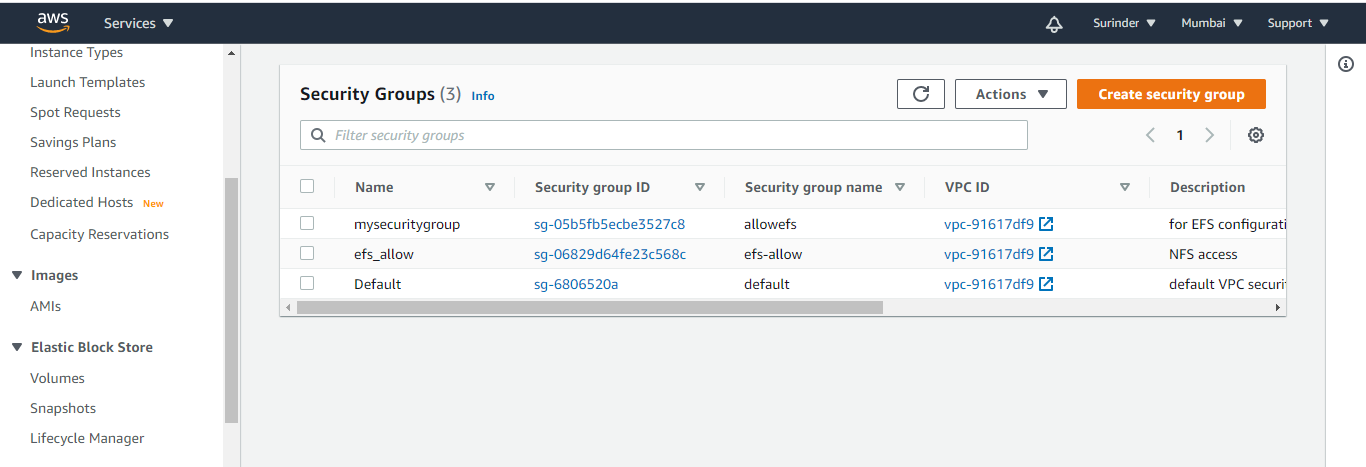 aws Services Surinder Mumbai Support
Instance Types
Launch Templates
Spot Requests
Savings Plans
Reserved Instances
Dedicated Hosts New
Capacity Reservations
Images
AMIs
Elastic Block Store
Volumes
Snapshots
Lifecycle Manager
Security Groups (3) Info Actions Create security group
Filter security groups 1
Name Security group ID Security group name VPC ID Description
mysecuritygroup sg-05b5fb5ecbe3527c8 allowefs vpc-91617df9 for EFS configurati
efs_allow sg-06829d64fe23c568c efs-allow vpc-91617df9 NFS access
Default sg-6806520a default vpc-91617df9 default VPC securi